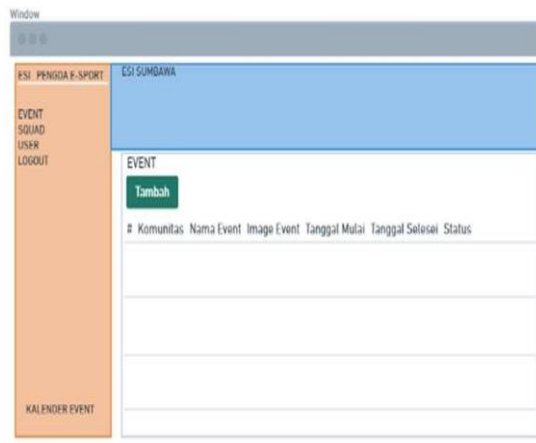 Window
ESI PENGDA E-SPORT
EVENT
SQUAD
USER
LOGOUT
KALENDER EVENT
ESI SUMBAWA
EVENT
Tambah
# Komunitas Nama Event Image Event Tanggal Mulai Tanggal Selesei Status